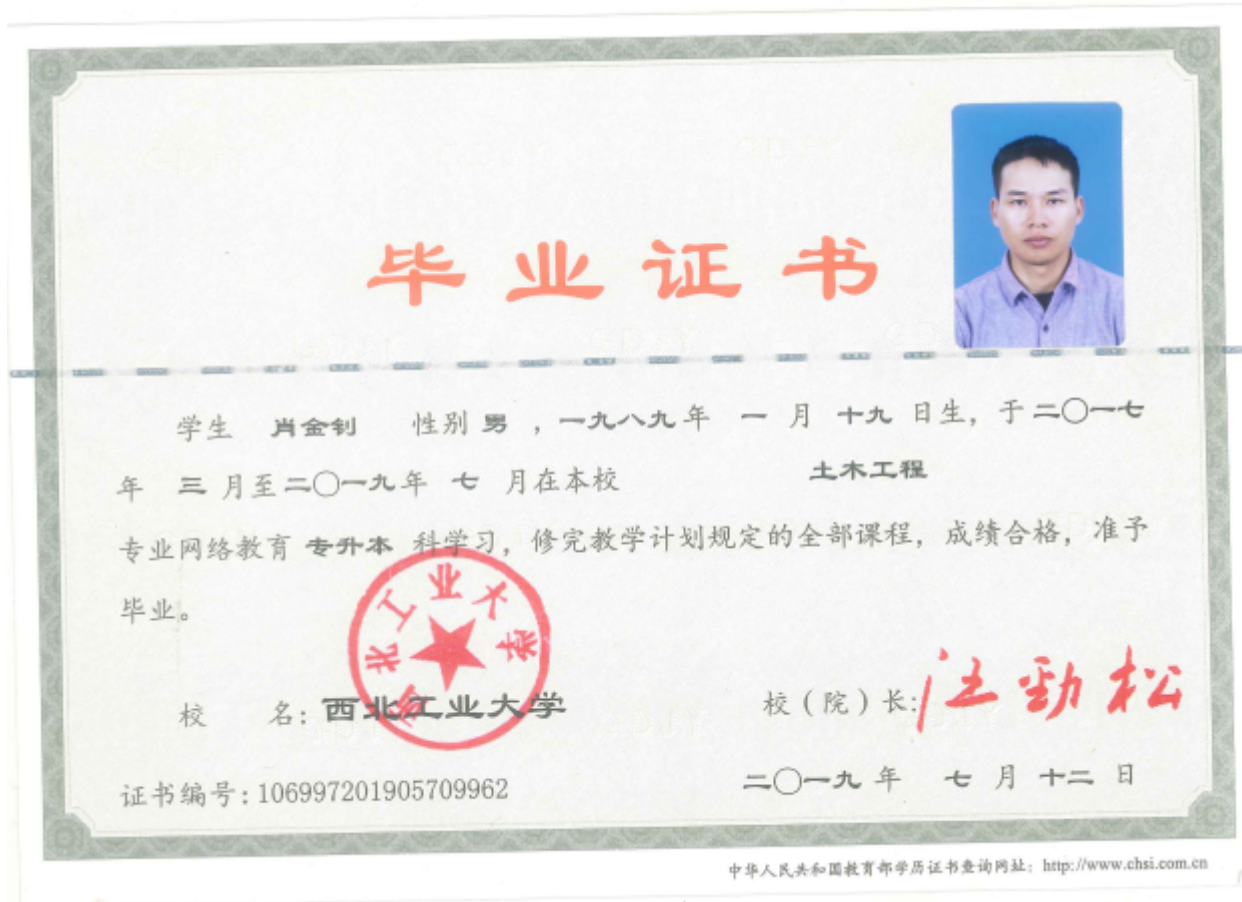 毕业证书
学生 肖金钊 性别 男 ，一九八九年 一 月 十九 日生，于二〇一七
年 三 月至二〇一九年 七 月在本校 土木工程
专业网络教育 专升本 科学习，修完教学计划规定的全部课程，成绩合格，准予
毕业。
西北工业大学
校 名：西北工业大学 校（院）长：汪劲松
证书编号：106997201905709962 二〇一九 年 七 月 十二 日
中华人民共和国教育部学历证书查询网址：http://www.chsi.com.cn